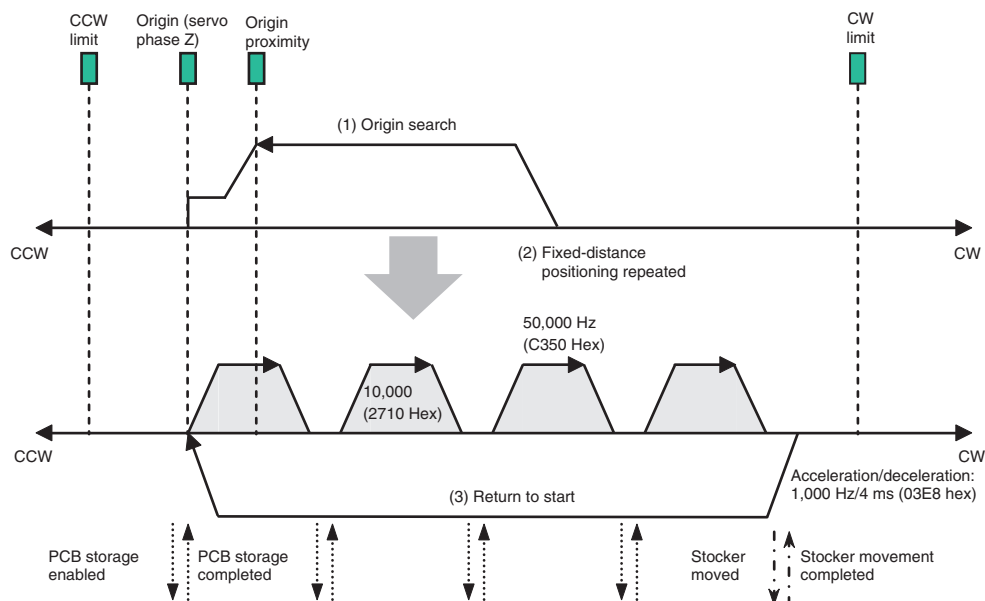 CCW
limit
Origin (servo
phase Z)
Origin
proximity
CW
limit
(1) Origin search
CCW
CW
(2) Fixed-distance
positioning repeated
50,000 Hz
(C350 Hex)
10,000
(2710 Hex)
CCW
CW
Acceleration/deceleration:
1,000 Hz/4 ms (03E8 hex)
(3) Return to start
PCB storage
enabled
PCB storage
completed
Stocker
moved
Stocker movement
completed